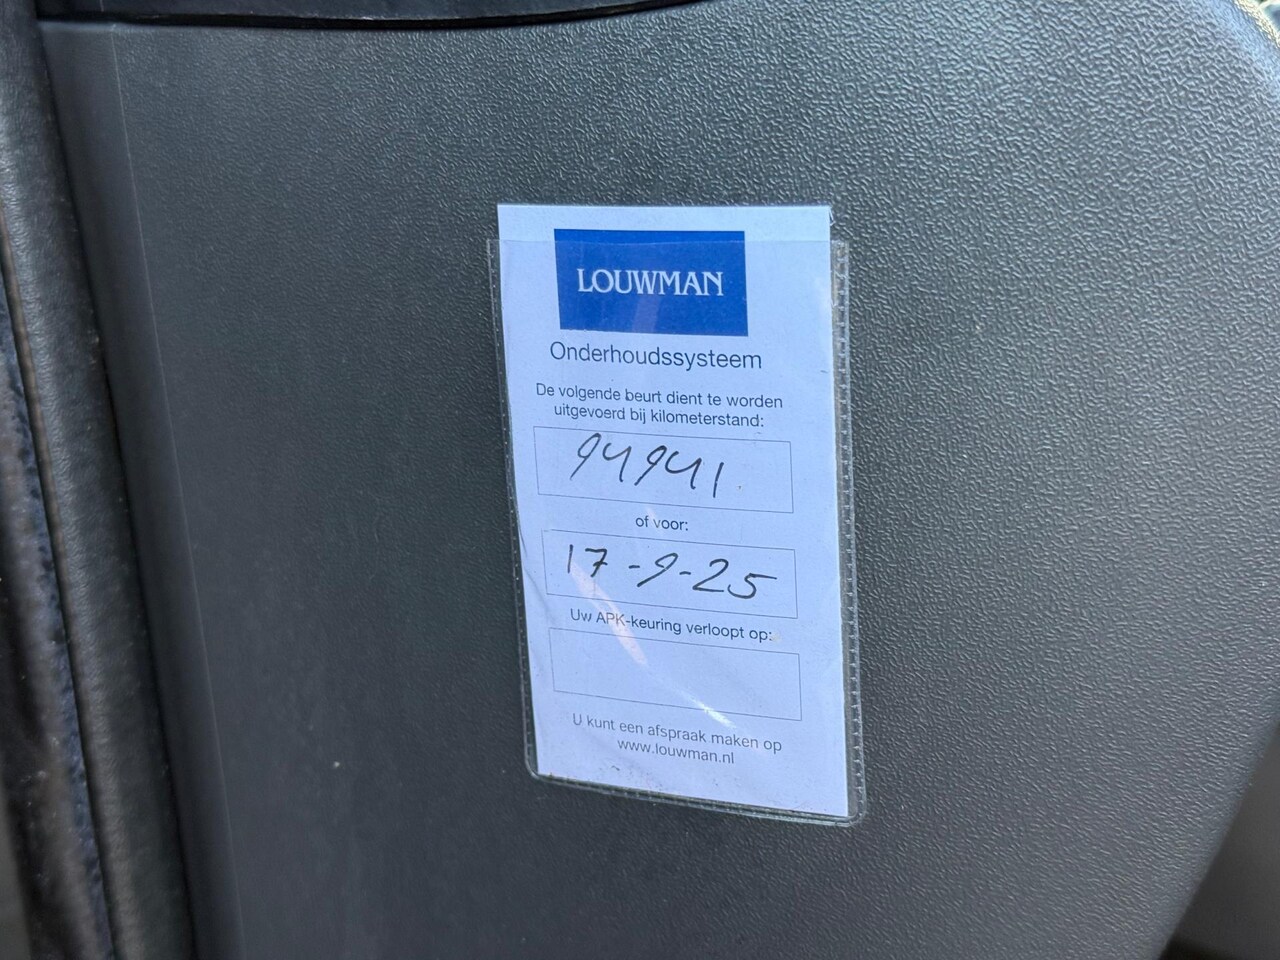 LOUWMAN
Onderhoudssysteem
De volgende beurt dient te worden
uitgevoerd bij kilometerstand:
94941
of voor:
17-9-25
Uw APK-keuring verloopt op:
U kunt een afspraak maken op
www.louwman.nl